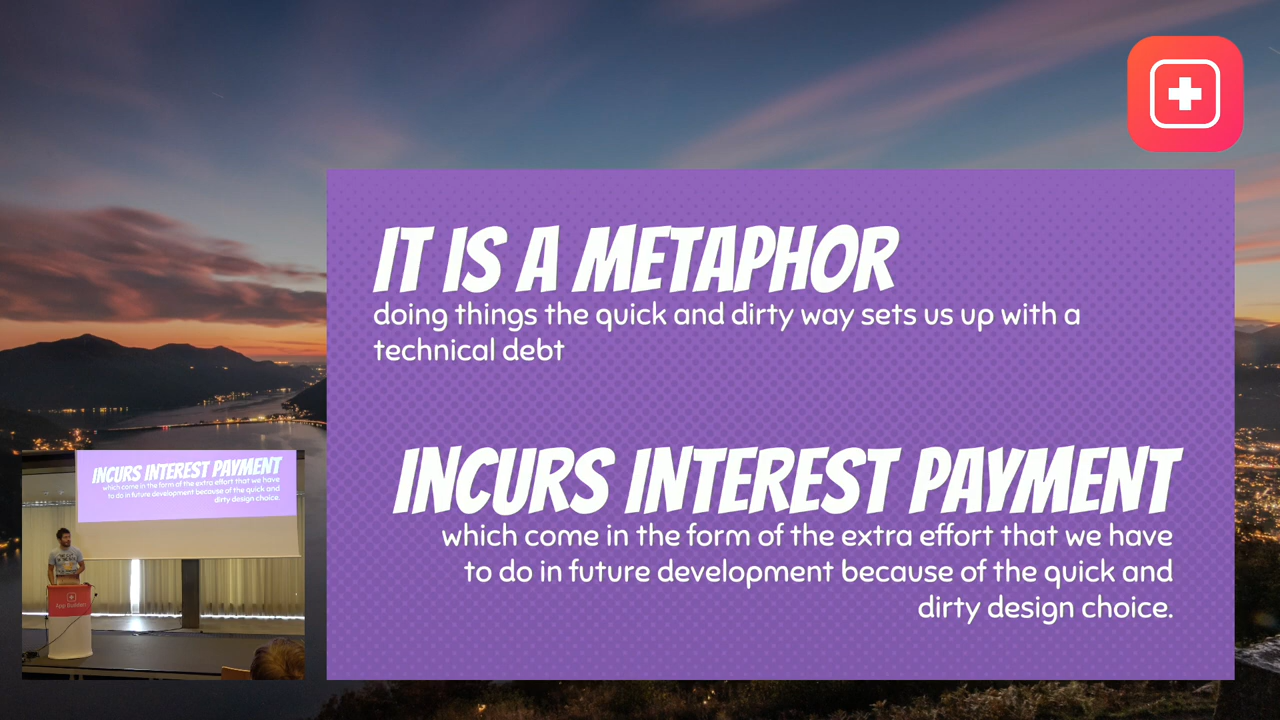 IT IS A METAPHOR
doing things the quick and dirty way sets us up with a
technical debt
INCURS INTEREST PAYMENT
which come in the form of the extra effort that we have
to do in future development because of the quick and
dirty design choice.
INCURS INTEREST PAYMENT
which come in the form of the extra effort that we have
to do in future development because of the quick and
dirty design choice.
App Builders